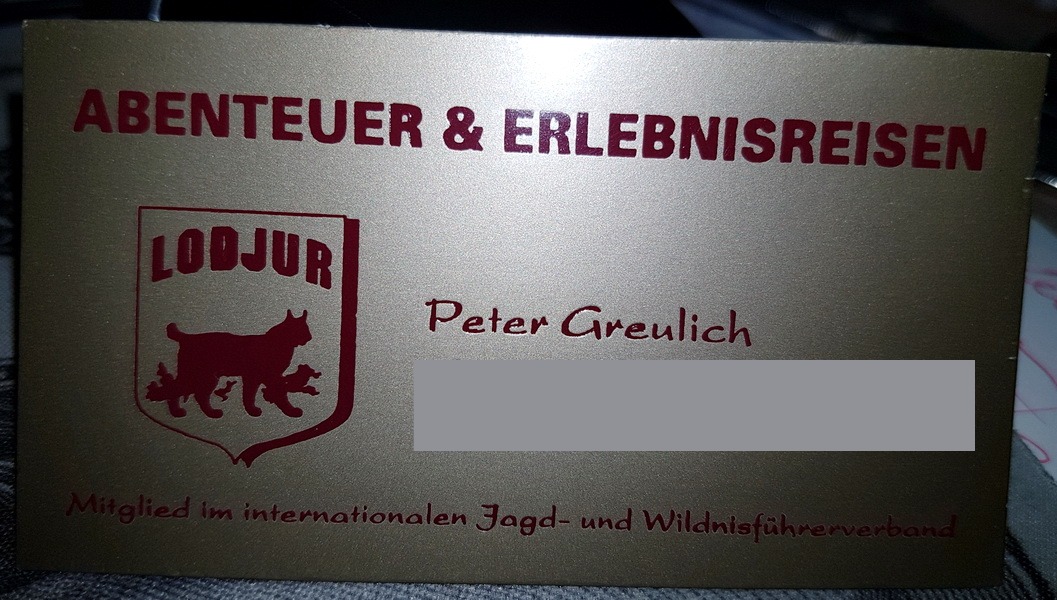 ABENTEUER & ERLEBNISREISEN
LODJUR
Peter Greulich
Mitglied im internationalen Jagd- und Wildnisführerverband